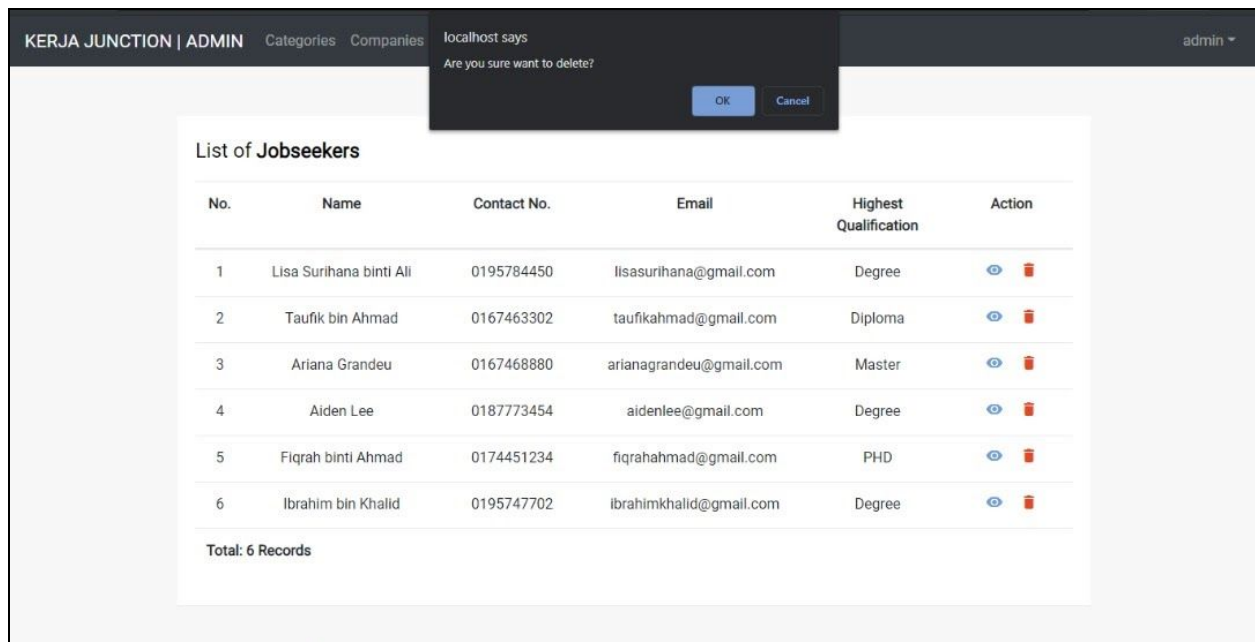 KERJA JUNCTION | ADMIN Categories Companies admin
localhost says
Are you sure want to delete?
OK Cancel
List of Jobseekers
No. Name Contact No. Email Highest Qualification Action
1 Lisa Surihana binti Ali 0195784450 lisasurihana@gmail.com Degree
2 Taufik bin Ahmad 0167463302 taufikahmad@gmail.com Diploma
3 Ariana Grandeu 0167468880 arianagrandeu@gmail.com Master
4 Aiden Lee 0187773454 aidenlee@gmail.com Degree
5 Fiqrah binti Ahmad 0174451234 fiqrahahmad@gmail.com PHD
6 Ibrahim bin Khalid 0195747702 ibrahimkhalid@gmail.com Degree
Total: 6 Records